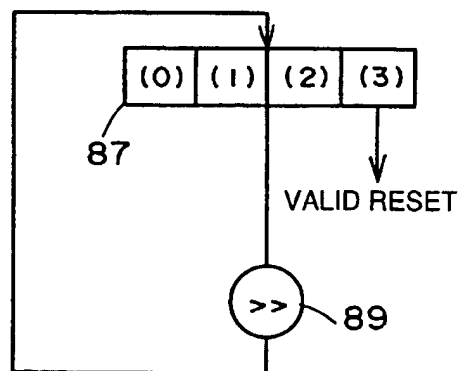 (0) (1) (2) (3)
87
VALID RESET
>>
89